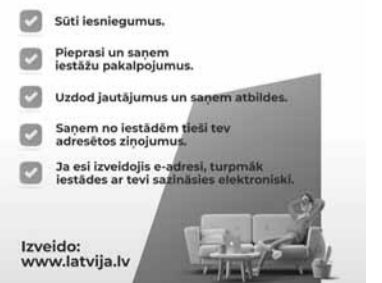 Sūti iesniegumus.
Pieprasi un saņem
iestāžu pakalpojumus.
Uzdod jautājumus un saņem atbildes.
Saņem no iestādēm tieši tev
adresētos ziņojumus.
Ja esi izveidojis e-adresi, turpmāk
iestādes ar tevi sazināsies elektroniski.
Izveido:
www.latvija.lv